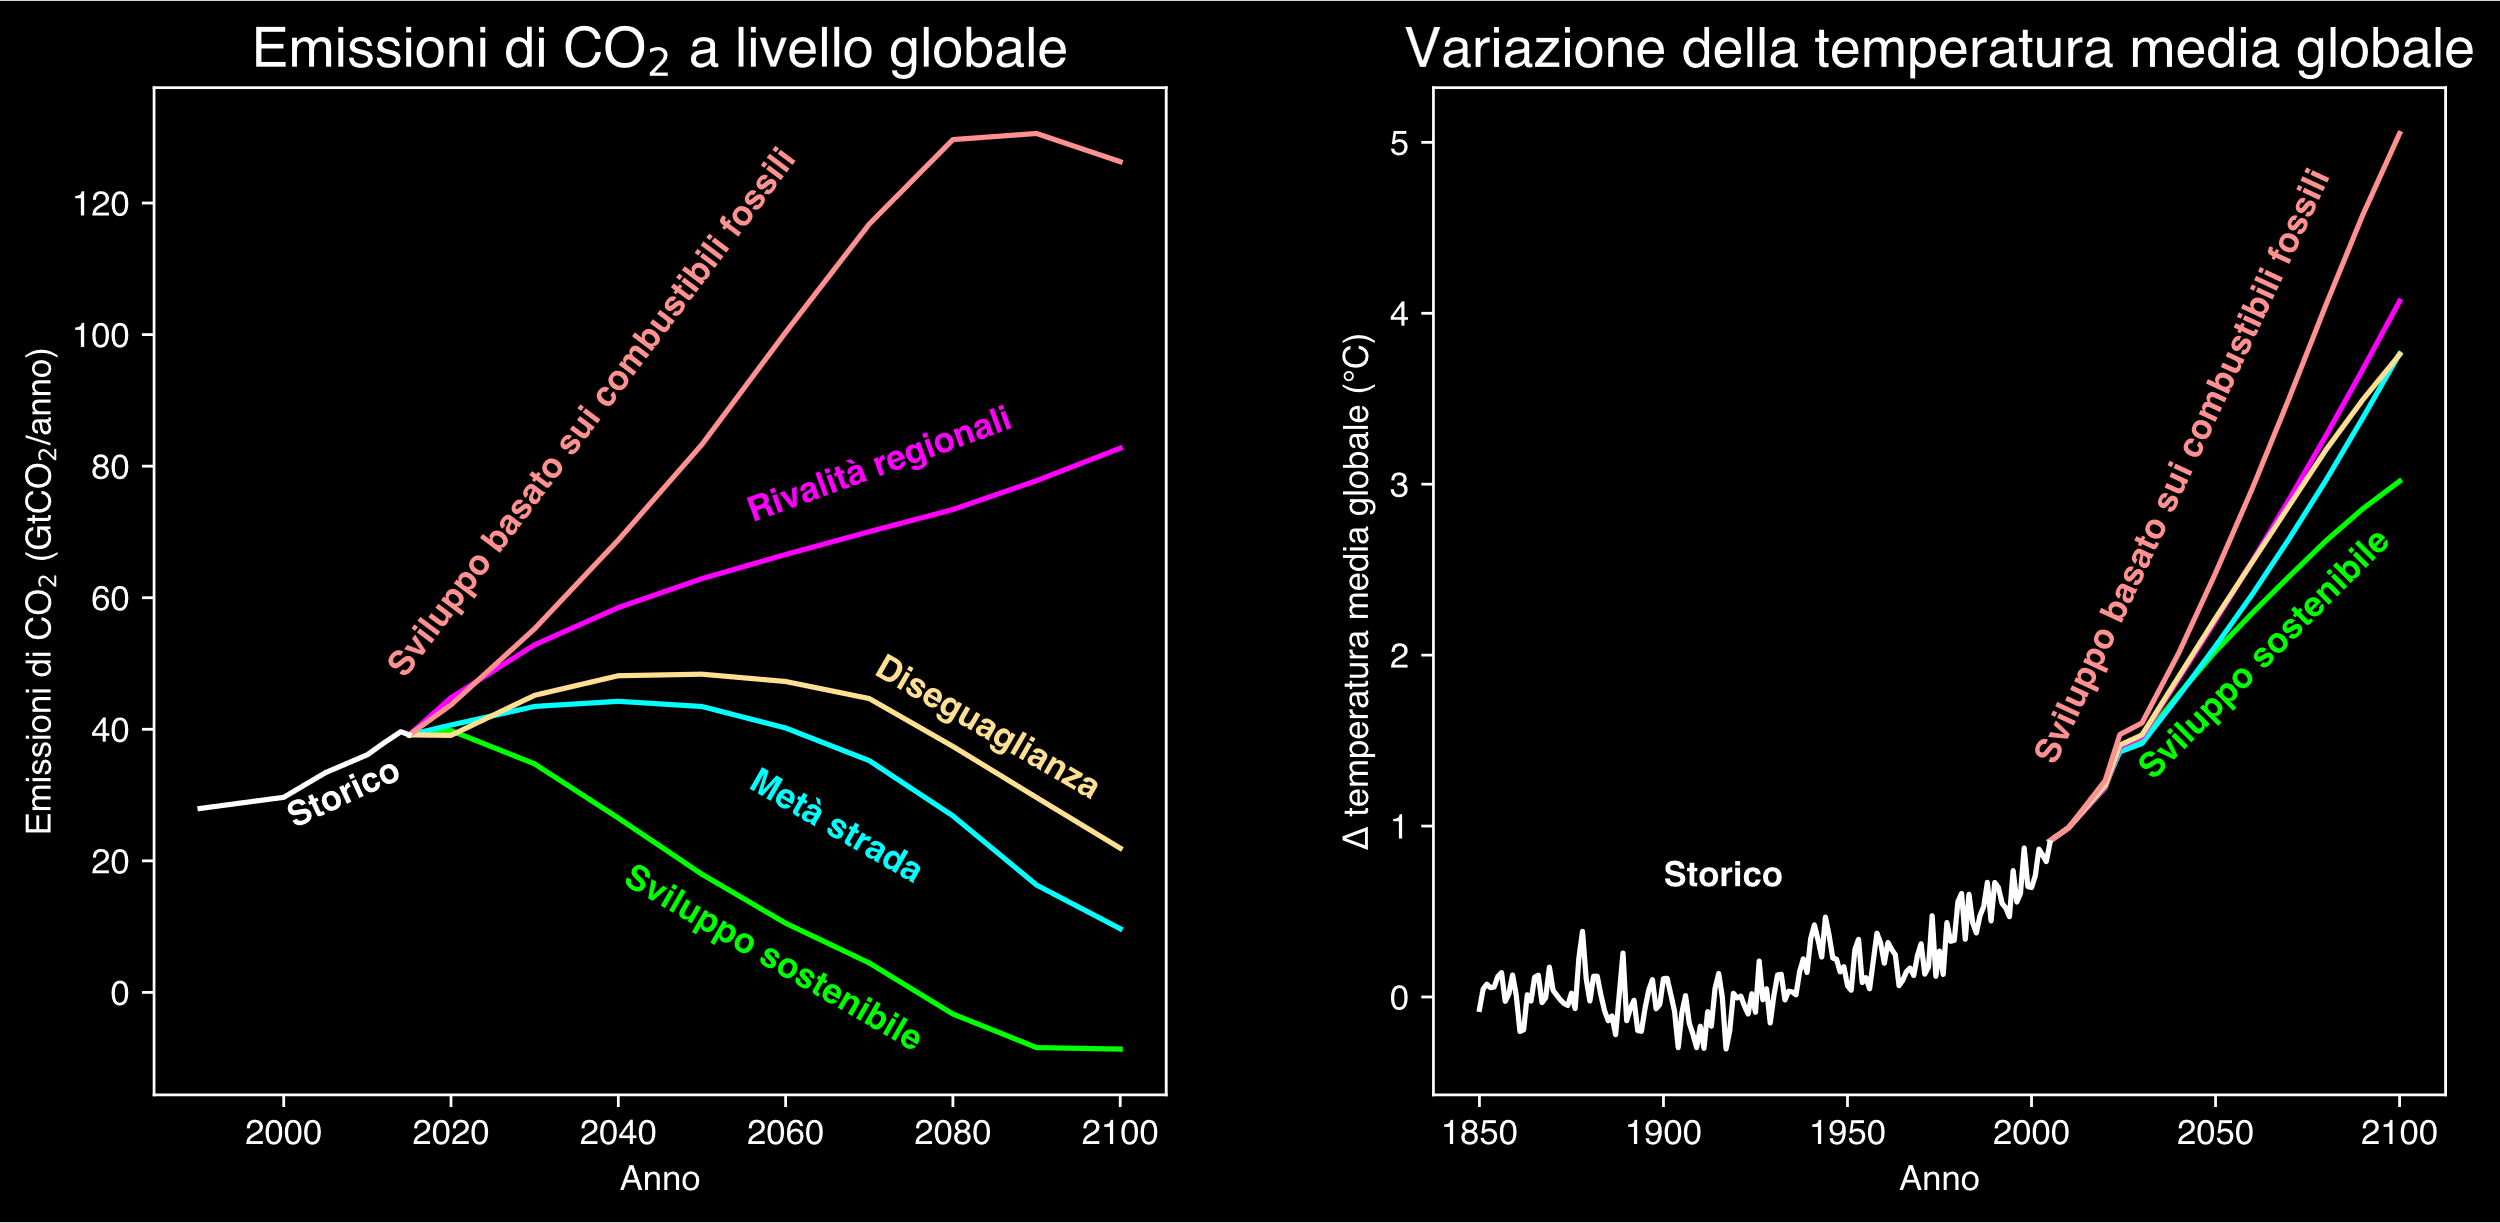 Emissioni di CO₂ a livello globale
Emissioni di CO₂ (GtCO₂/anno)
120
100
80
60
40
20
0
Sviluppo basato sui combustibili fossili
Rivalità regionali
Diseguaglianza
Metà strada
Sviluppo sostenibile
Storico
2000 2020 2040 2060 2080 2100
Anno
Variazione della temperatura media globale
Δ temperatura media globale (°C)
5
4
3
2
1
0
Sviluppo basato sui combustibili fossili
Sviluppo sostenibile
Storico
1850 1900 1950 2000 2050 2100
Anno